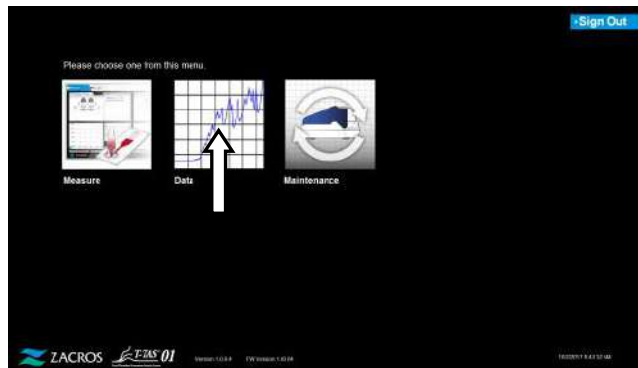 Sign Out
Please choose one from this menu.
Measure
Data
Maintenance
ZACROS T-TAS 01